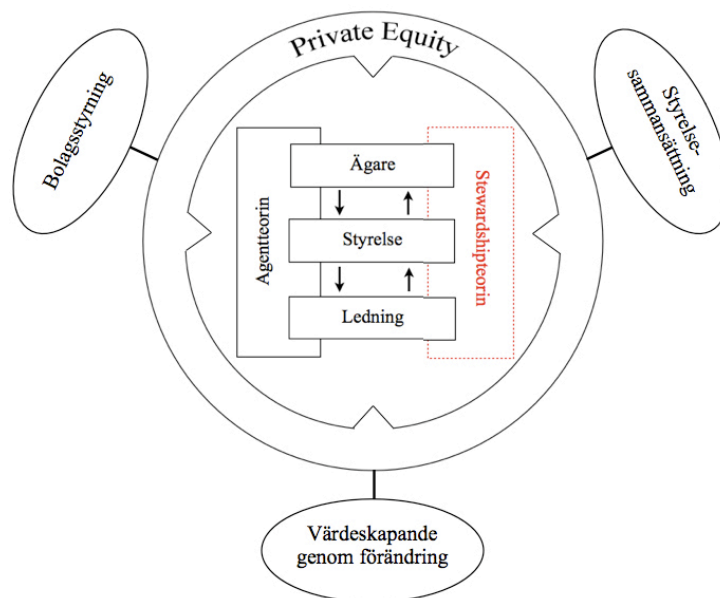 Private Equity
Bolagsstyrning
Styrelse-
sammansättning
Agentteorin
Ägare
Styrelse
Ledning
Stewardshipteorin
Värdeskapande
genom förändring